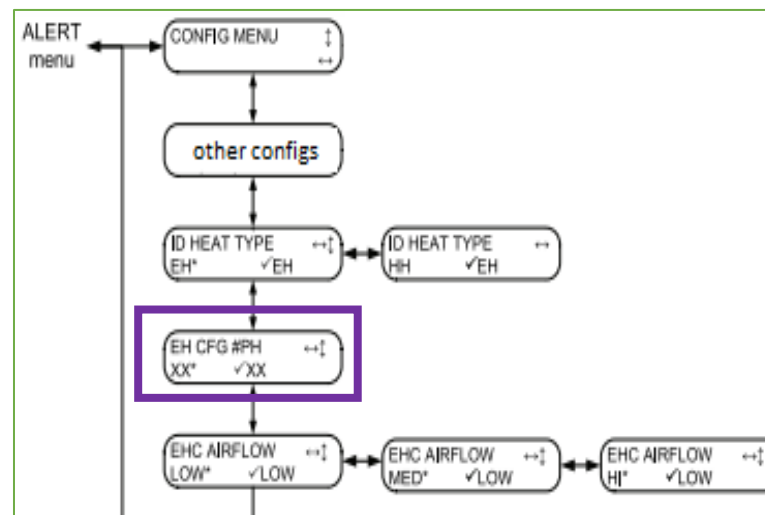 ALERT
menu
CONFIG MENU ↕
↔
other configs
ID HEAT TYPE ↔↕
EH* ✓EH
ID HEAT TYPE ↔
HH ✓EH
EH CFG #PH ↔↕
XX* ✓XX
EHC AIRFLOW ↔↕
LOW* ✓LOW
EHC AIRFLOW ↔↕
MED* ✓LOW
EHC AIRFLOW ↔↕
HI* ✓LOW